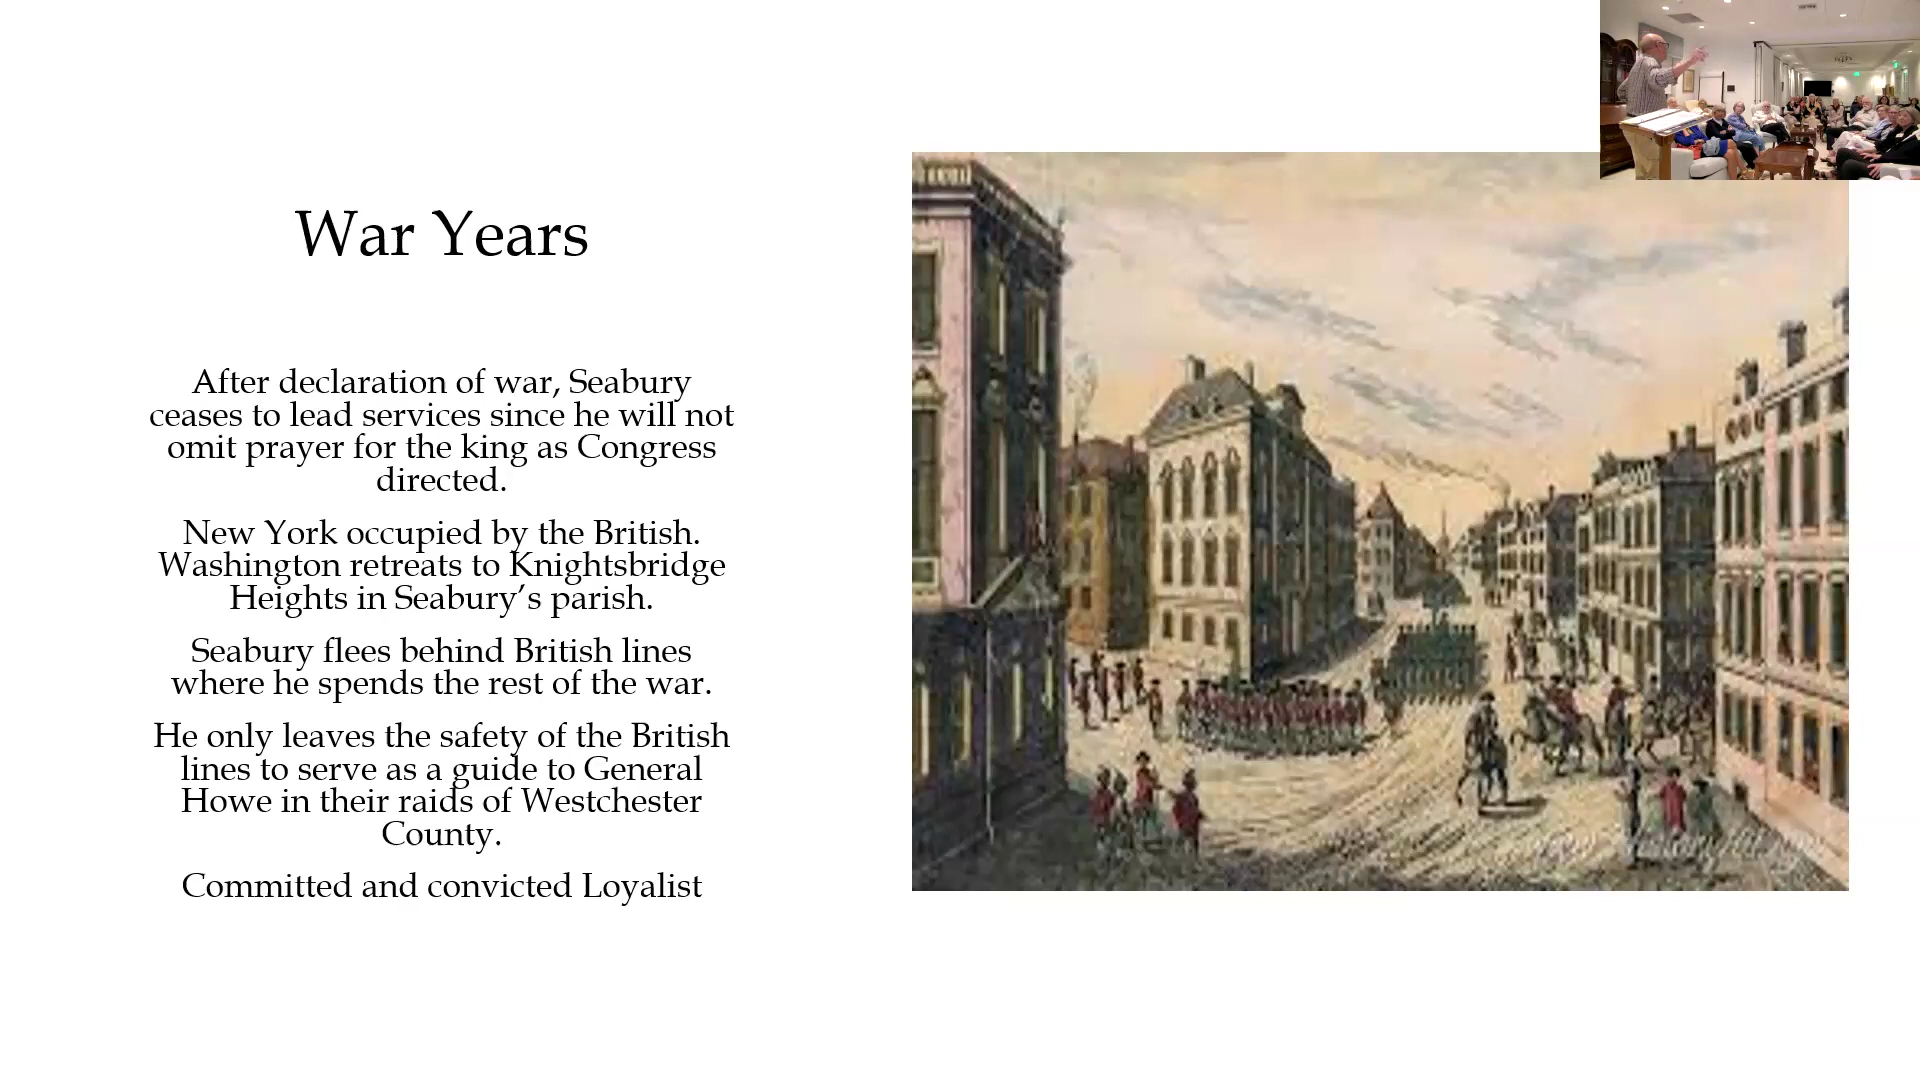 War Years
After declaration of war, Seabury
ceases to lead services since he will not
omit prayer for the king as Congress
directed.
New York occupied by the British.
Washington retreats to Knightsbridge
Heights in Seabury’s parish.
Seabury flees behind British lines
where he spends the rest of the war.
He only leaves the safety of the British
lines to serve as a guide to General
Howe in their raids of Westchester
County.
Committed and convicted Loyalist